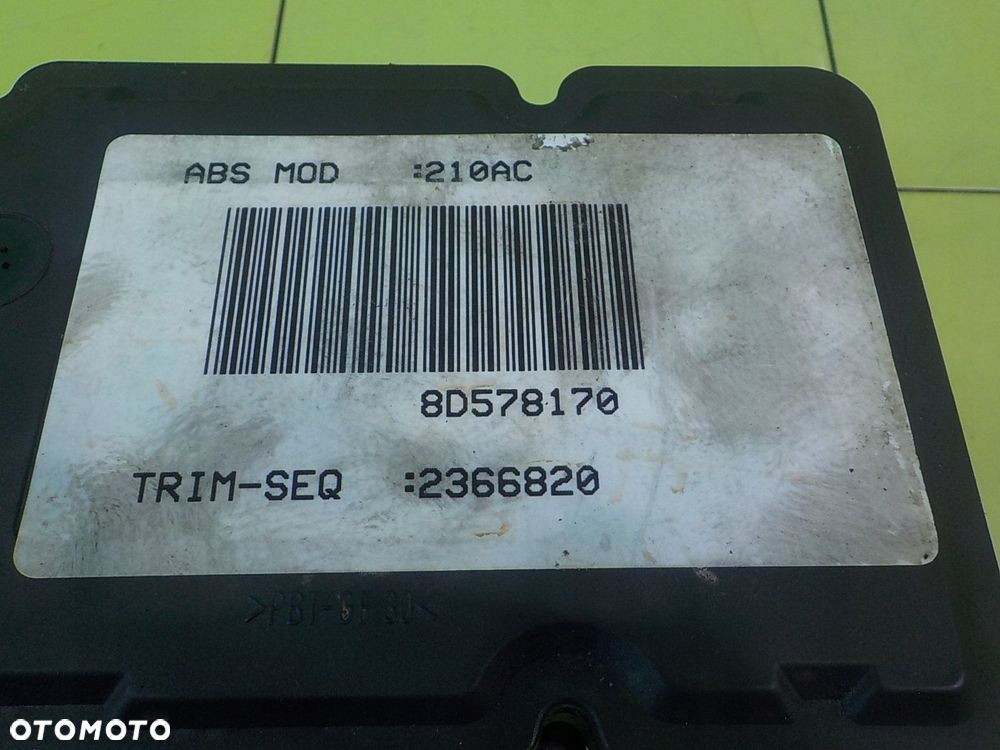 ABS MOD :210AC
8D578170
TRIM-SEQ :2366820
>PBT-GF30<
OTOMOTO